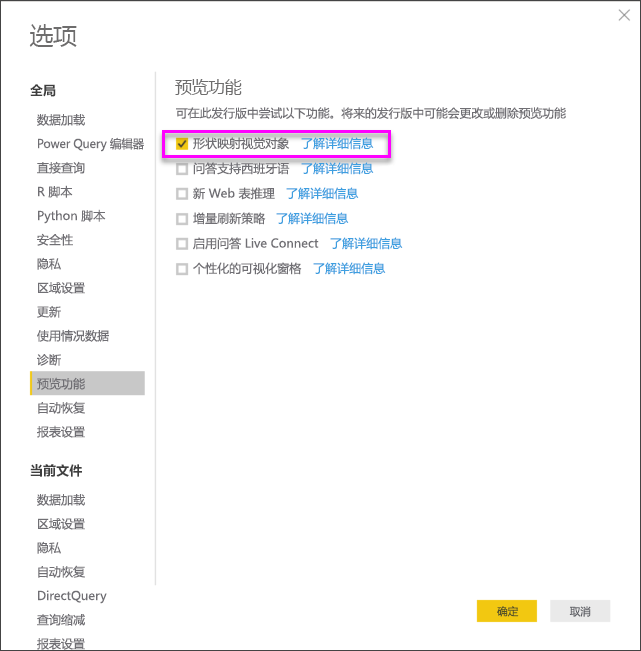 选项
全局
数据加载
Power Query 编辑器
直接查询
R 脚本
Python 脚本
安全性
隐私
区域设置
更新
使用情况数据
诊断
预览功能
自动恢复
报表设置
当前文件
数据加载
区域设置
隐私
自动恢复
DirectQuery
查询缩减
报表设置
预览功能
可在此发行版中尝试以下功能。将来的发行版中可能会更改或删除预览功能
形状映射视觉对象 了解详细信息
问答支持西班牙语 了解详细信息
新 Web 表推理 了解详细信息
增量刷新策略 了解详细信息
启用问答 Live Connect 了解详细信息
个性化的可视化窗格 了解详细信息
确定 取消